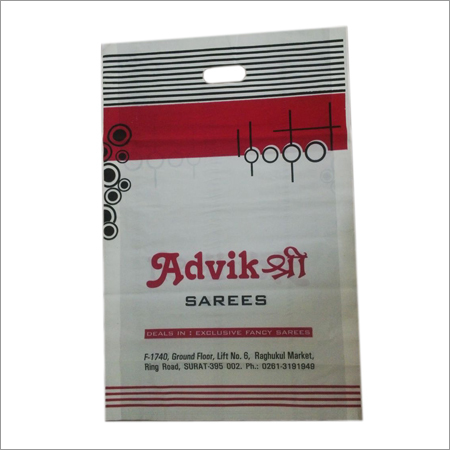 Advik श्री
SAREES
DEALS IN : EXCLUSIVE FANCY SAREES
F-1740, Ground Floor, Lift No. 6, Raghukul Market,
Ring Road, SURAT-395 002. Ph.: 0261-3191949